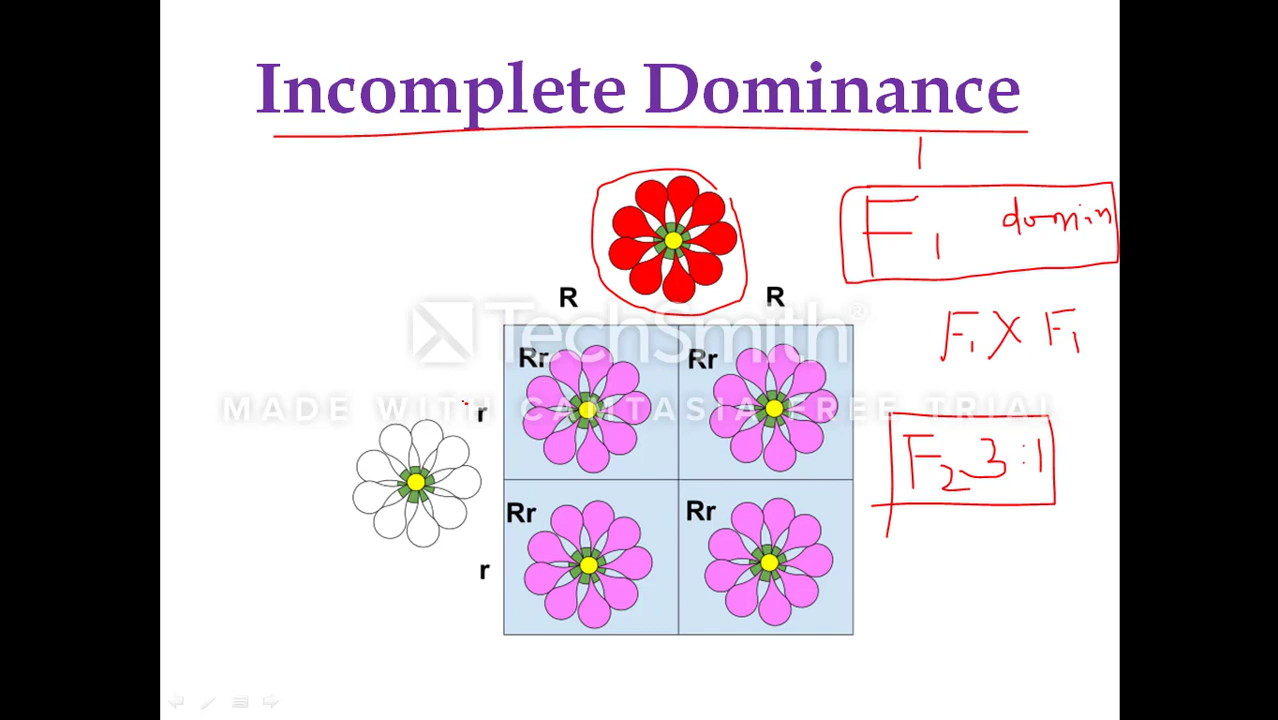 Incomplete Dominance
F1 domin
R R
TechSmith®
F1 X F1
Rr Rr
MADE WITH CAMTASIA FREE TRIAL
r
F2 3:1
Rr Rr
r